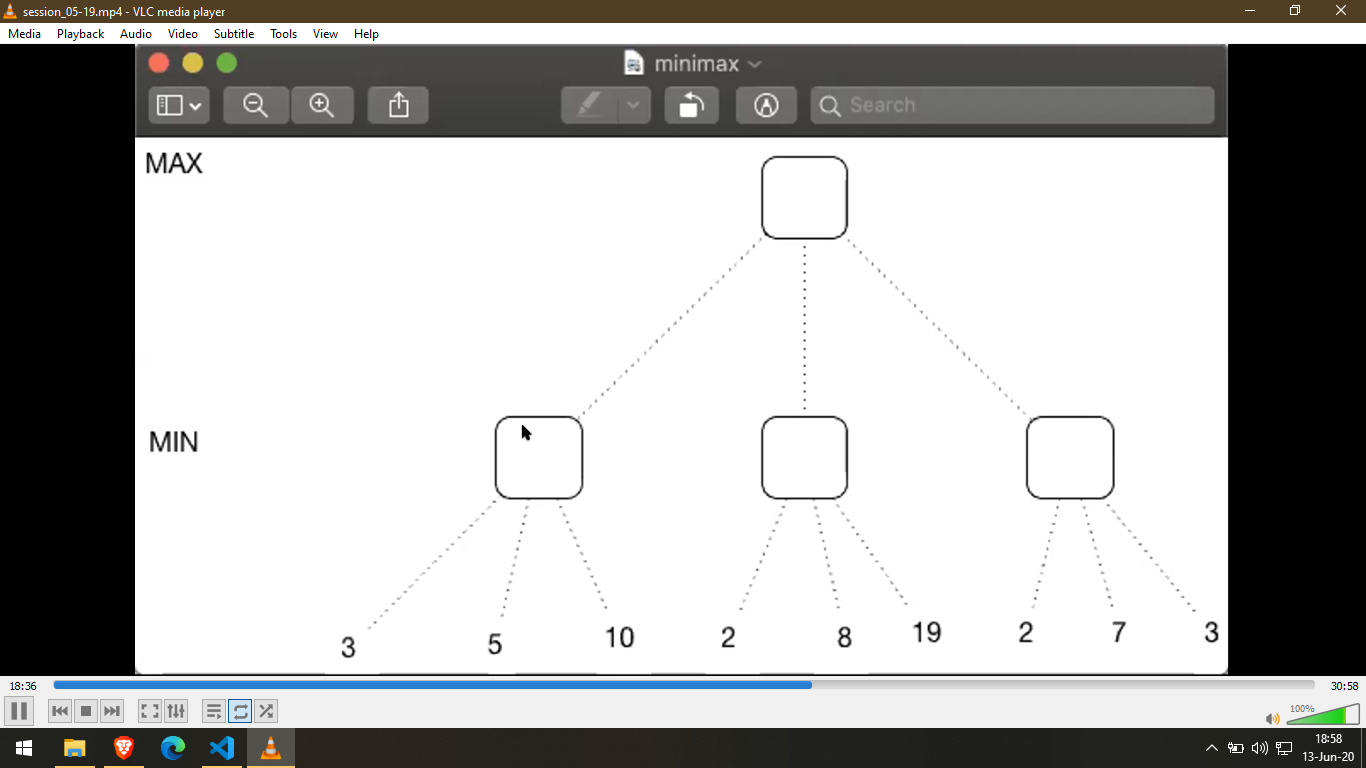 session_05-19.mp4 - VLC media player
Media Playback Audio Video Subtitle Tools View Help
minimax
Search
MAX
MIN
3 5 10 2 8 19 2 7 3
18:36 30:58
100%
18:58
13-Jun-20